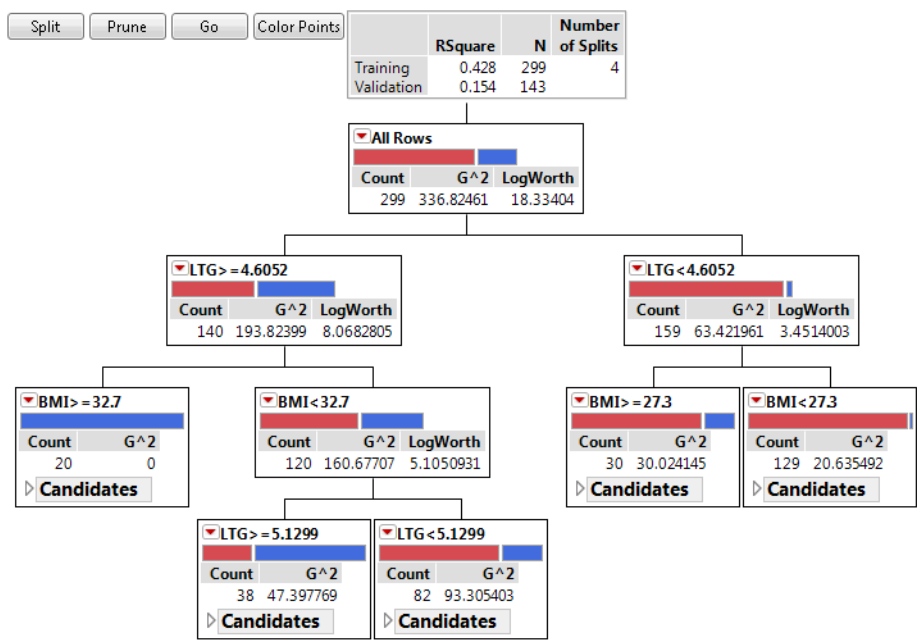 Split Prune Go Color Points
RSquare N Number of Splits
Training 0.428 299 4
Validation 0.154 143
All Rows
Count G^2 LogWorth
299 336.82461 18.33404
LTG>=4.6052
Count G^2 LogWorth
140 193.82399 8.0682805
LTG<4.6052
Count G^2 LogWorth
159 63.421961 3.4514003
BMI>=32.7
Count G^2
20 0
Candidates
BMI<32.7
Count G^2 LogWorth
120 160.67707 5.1050931
BMI>=27.3
Count G^2
30 30.024145
Candidates
BMI<27.3
Count G^2
129 20.635492
Candidates
LTG>=5.1299
Count G^2
38 47.397769
Candidates
LTG<5.1299
Count G^2
82 93.305403
Candidates